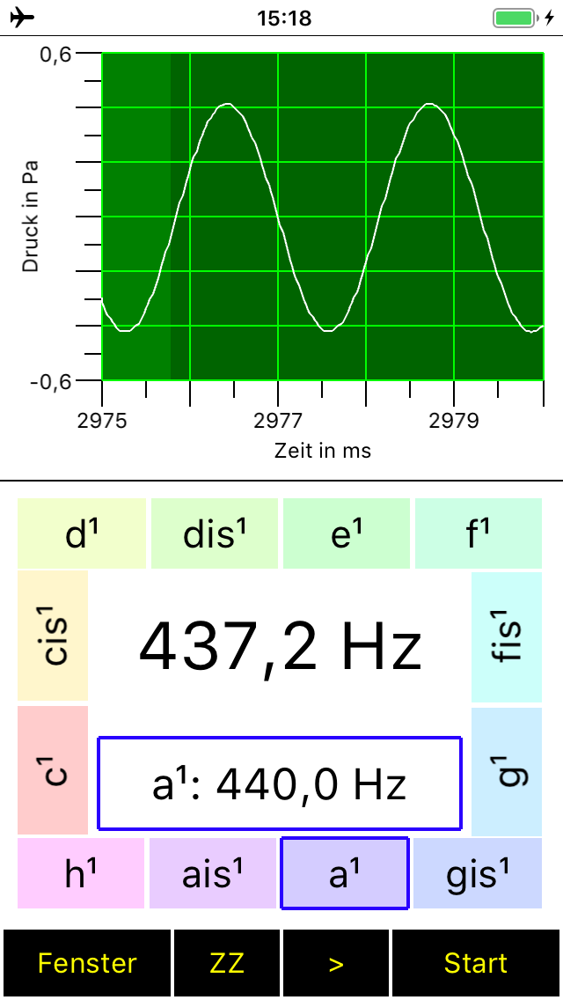 15:18
0,6
Druck in Pa
-0,6
2975 2977 2979
Zeit in ms
d¹ dis¹ e¹ f¹
cis¹ 437,2 Hz fis¹
c¹ a¹: 440,0 Hz g¹
h¹ ais¹ a¹ gis¹
Fenster ZZ > Start